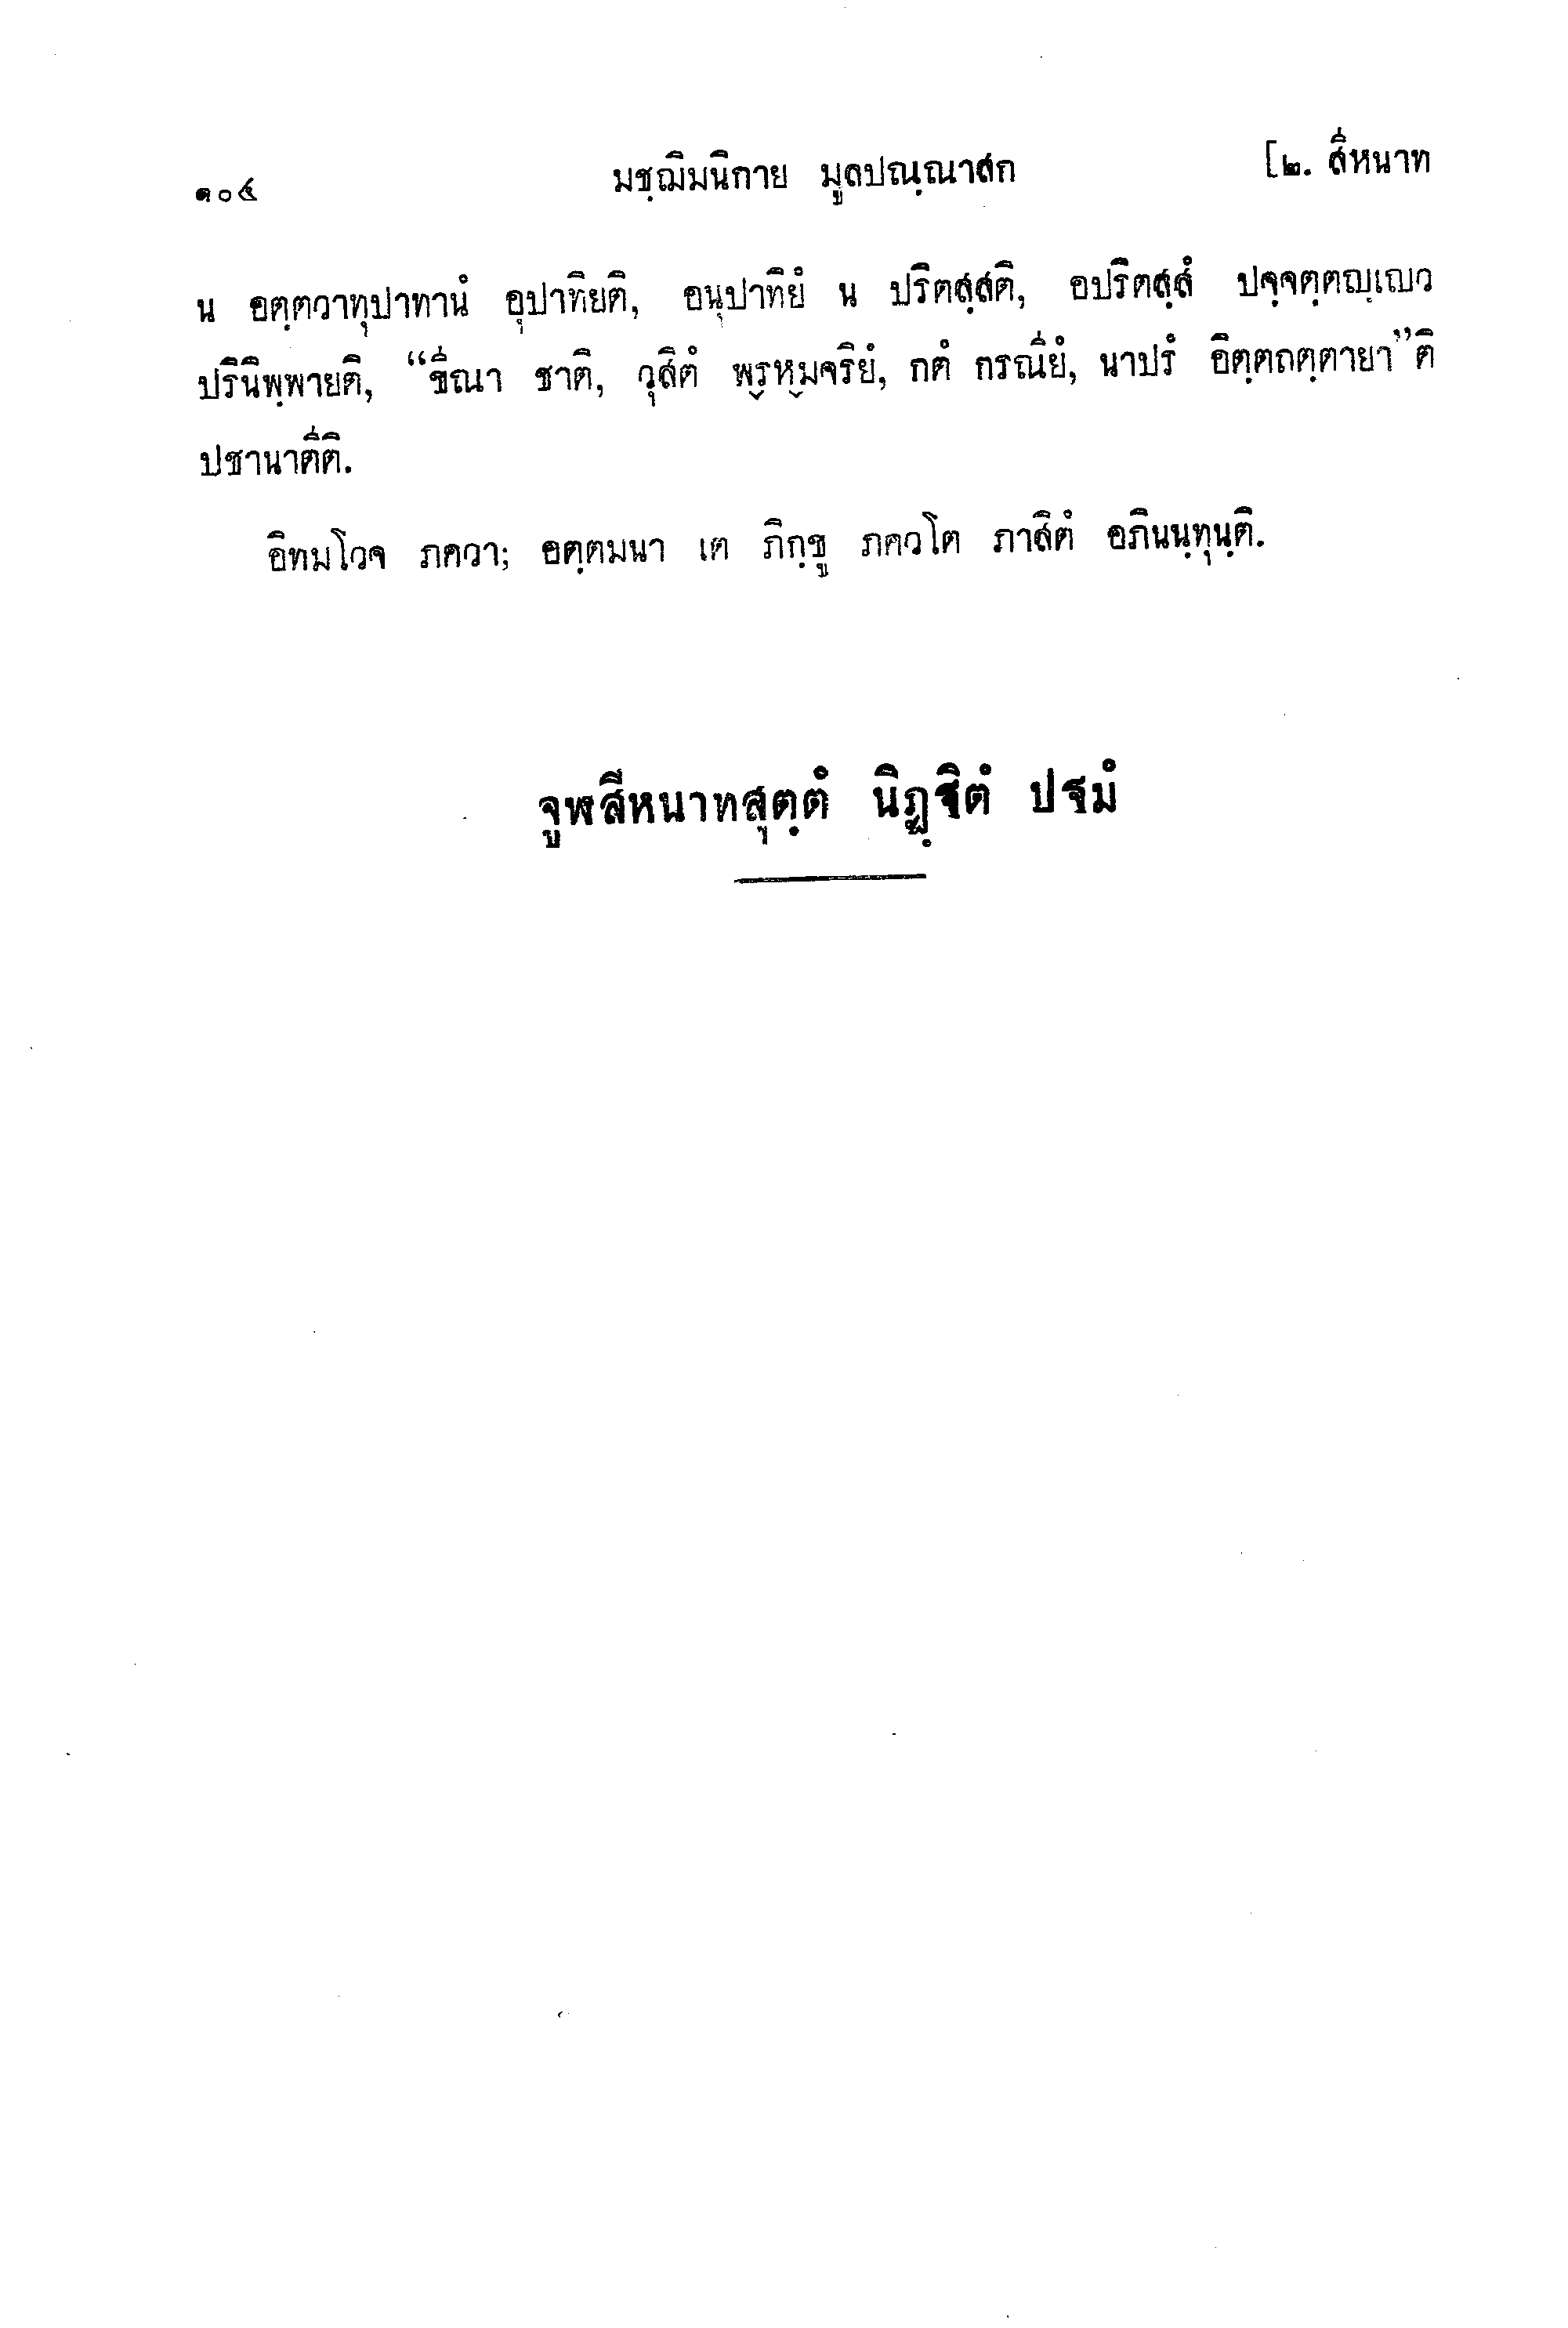 ๑๐๔ มชฺฌิมนิกาย มูลปณฺณาสก [๒. สีหนาท
น อตฺตวาทุปาทานํ อุปาทิยติ, อนุปาทิยํ น ปริตสฺสติ, อปริตสฺสํ ปจฺจตฺตญฺเญว
ปรินิพฺพายติ, “ขีณา ชาติ, วุสิตํ พฺรหฺมจริยํ, กตํ กรณียํ, นาปรํ อิตฺตถตฺตายา”ติ
ปชานาตีติ.
อิทมโวจ ภควา; อตฺตมนา เต ภิกฺขู ภควโต ภาสิตํ อภินนฺทุนฺติ.
จูฬสีหนาทสุตฺตํ นิฏฺฐิตํ ปฐมํ